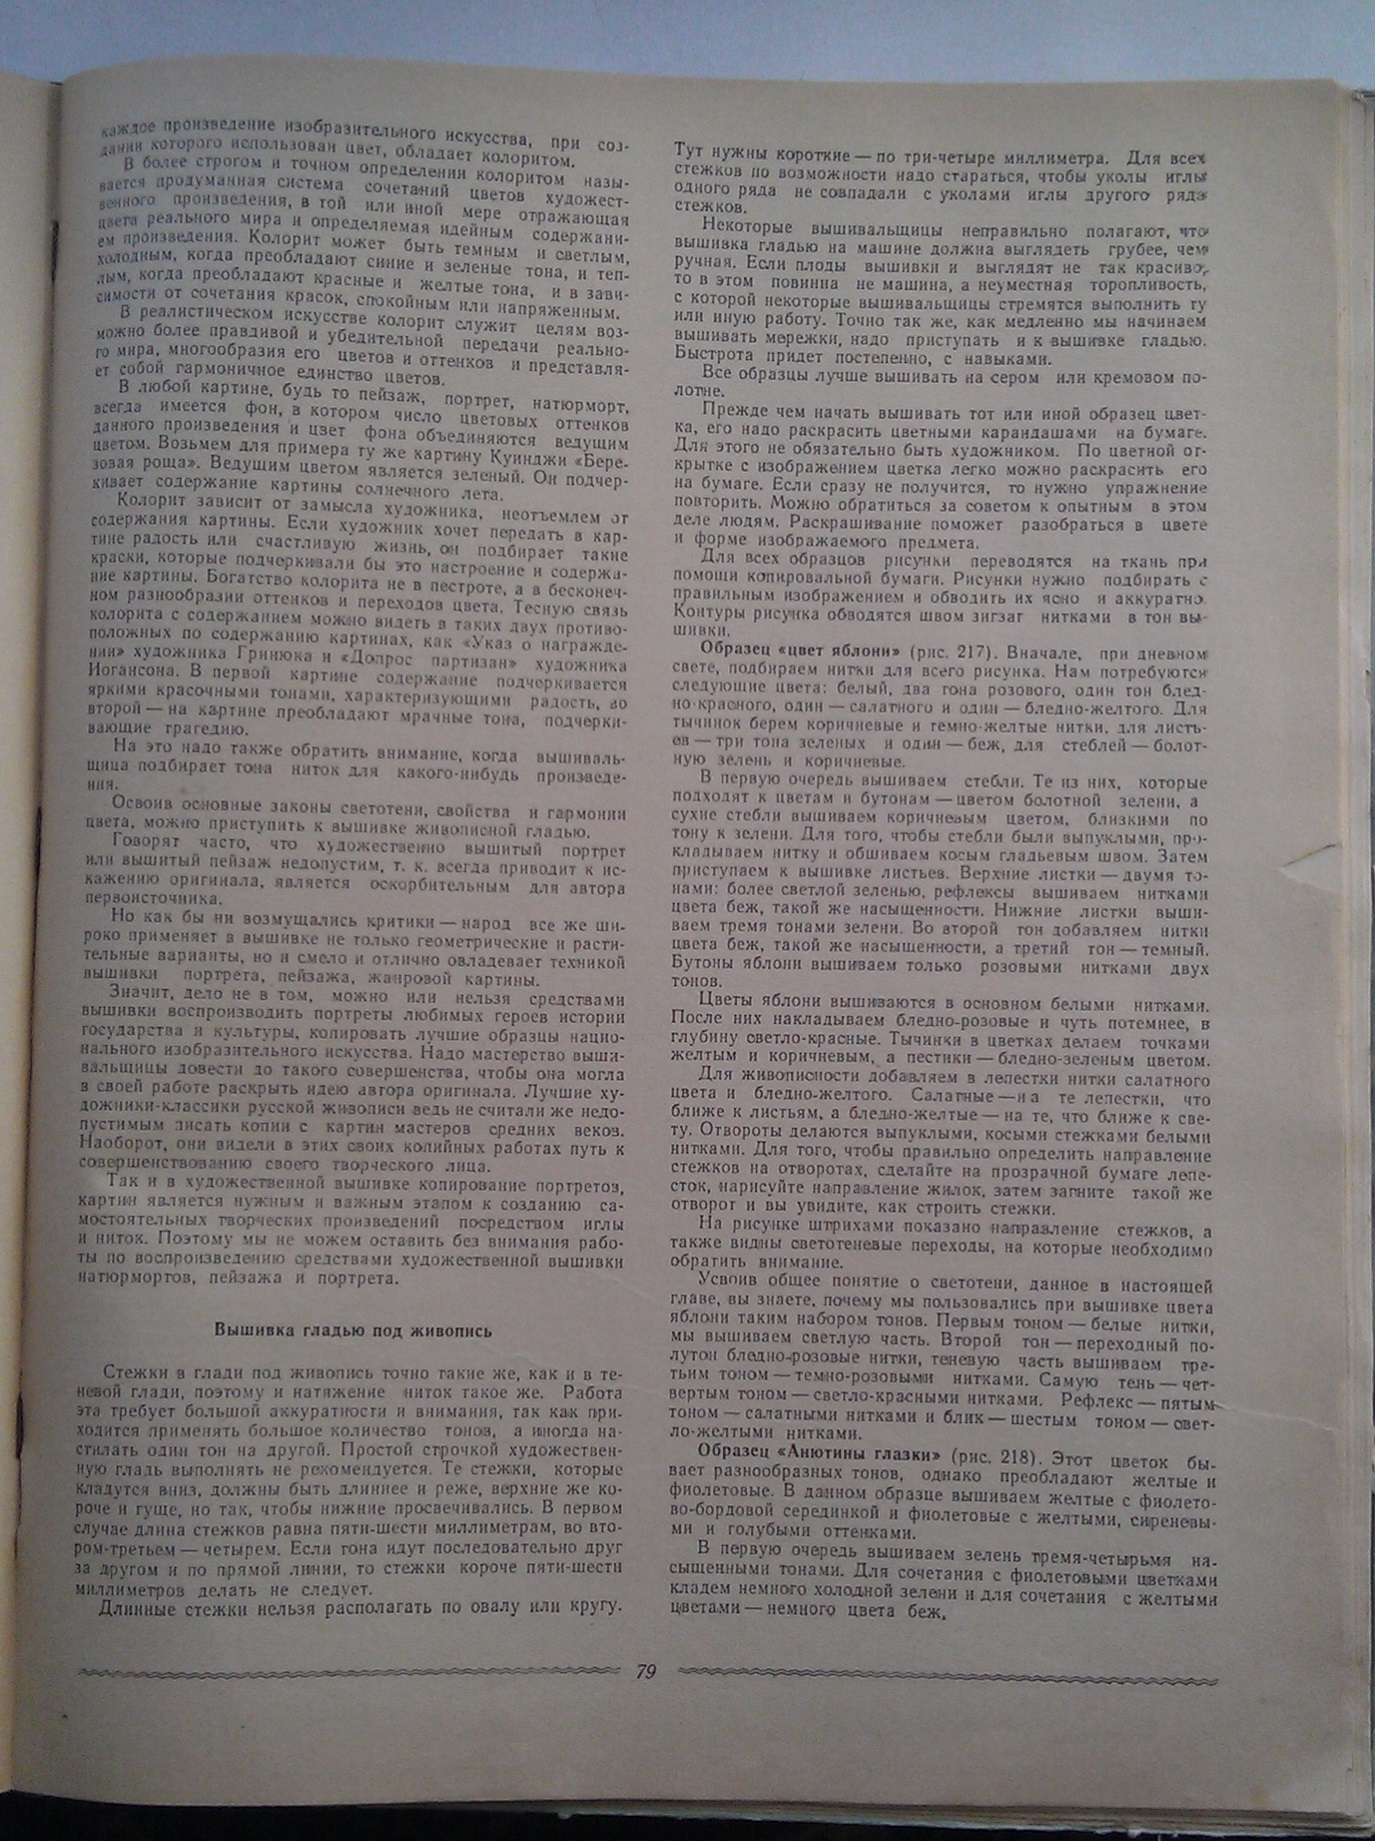 каждое произведение изобразительного искусства, при соз-
дании которого использован цвет, обладает колоритом.
В более строгом и точном определении колоритом назы-
вается продуманная система сочетаний цветов художест-
венного произведения, в той или иной мере отражающая
цвета реального мира и определяемая идейным содержани-
ем произведения. Колорит может быть темным и светлым,
холодным, когда преобладают синие и зеленые тона, и теп-
лым, когда преобладают красные и желтые тона, и в зави-
симости от сочетания красок, спокойным или напряженным.
В реалистическом искусстве колорит служит целям воз-
можно более правдивой и убедительной передачи реально-
го мира, многообразия его цветов и оттенков и представля-
ет собой гармоничное единство цветов.
В любой картине, будь то пейзаж, портрет, натюрморт,
всегда имеется фон, в котором число цветовых оттенков
данного произведения и цвет фона объединяются ведущим
цветом. Возьмем для примера ту же картину Куинджи «Бере-
зовая роща». Ведущим цветом является зеленый. Он подчер-
кивает содержание картины солнечного лета.
Колорит зависит от замысла художника, неотъемлем от
содержания картины. Если художник хочет передать в кар-
тине радость или счастливую жизнь, он подбирает такие
краски, которые подчеркивали бы это настроение и содержа-
ние картины. Богатство колорита не в пестроте, а в бесконеч-
ном разнообразии оттенков и переходов цвета. Тесную связь
колорита с содержанием можно видеть в таких двух противо-
положных по содержанию картинах, как «Указ о награжде-
нии» художника Гринюка и «Допрос партизан» художника
Иогансона. В первой картине содержание подчеркивается
яркими красочными тонами, характеризующими радость, во
второй — на картине преобладают мрачные тона, подчерки-
вающие трагедию.
На это надо также обратить внимание, когда вышиваль-
щица подбирает тона ниток для какого-нибудь произведе-
ния.
Освоив основные законы светотени, свойства и гармонии
цвета, можно приступить к вышивке живописной гладью.
Говорят часто, что художественно вышитый портрет
или вышитый пейзаж недопустим, т. к. всегда приводит к ис-
кажению оригинала, является оскорбительным для автора
первоисточника.
Но как бы ни возмущались критики — народ все же ши-
роко применяет в вышивке не только геометрические и расти-
тельные варианты, но и смело и отлично овладевает техникой
вышивки портрета, пейзажа, жанровой картины.
Значит, дело не в том, можно или нельзя средствами
вышивки воспроизводить портреты любимых героев истории
государства и культуры, копировать лучшие образцы нацио-
нального изобразительного искусства. Надо мастерство выши-
вальщицы довести до такого совершенства, чтобы она могла
в своей работе раскрыть идею автора оригинала. Лучшие ху-
дожники-классики русской живописи ведь не считали же недо-
пустимым писать копии с картин мастеров средних веков.
Наоборот, они видели в этих своих копийных работах путь к
совершенствованию своего творческого лица.
Так и в художественной вышивке копирование портретов,
картин является нужным и важным этапом к созданию са-
мостоятельных творческих произведений посредством иглы
и ниток. Поэтому мы не можем оставить без внимания рабо-
ты по воспроизведению средствами художественной вышивки
натюрмортов, пейзажа и портрета.
Вышивка гладью под живопись
Стежки в глади под живопись точно такие же, как и в те-
невой глади, поэтому и натяжение ниток такое же. Работа
эта требует большой аккуратности и внимания, так как при-
ходится применять большое количество тонов, а иногда на-
стилать один тон на другой. Простой строчкой художествен-
ную гладь выполнять не рекомендуется. Те стежки, которые
кладутся вниз, должны быть длиннее и реже, верхние же ко-
роче и гуще, но так, чтобы нижние просвечивались. В первом
случае длина стежков равна пяти-шести миллиметрам, во вто-
ром-третьем — четырем. Если тона идут последовательно друг
за другом и по прямой линии, то стежки короче пяти-шести
миллиметров делать не следует.
Длинные стежки нельзя располагать по овалу или кругу.
Тут нужны короткие — по три-четыре миллиметра. Для всех
стежков по возможности надо стараться, чтобы уколы иглы
одного ряда не совпадали с уколами иглы другого ряда
стежков.
Некоторые вышивальщицы неправильно полагают, что
вышивка гладью на машине должна выглядеть грубее, чем
ручная. Если плоды вышивки и выглядят не так красиво,
то в этом повинна не машина, а неуместная торопливость,
с которой некоторые вышивальщицы стремятся выполнить ту
или иную работу. Точно так же, как медленно мы начинаем
вышивать мережки, надо приступать и к вышивке гладью.
Быстрота придет постепенно, с навыками.
Все образцы лучше вышивать на сером или кремовом по-
лотне.
Прежде чем начать вышивать тот или иной образец цвет-
ка, его надо раскрасить цветными карандашами на бумаге.
Для этого не обязательно быть художником. По цветной от-
крытке с изображением цветка легко можно раскрасить его
на бумаге. Если сразу не получится, то нужно упражнение
повторить. Можно обратиться за советом к опытным в этом
деле людям. Раскрашивание поможет разобраться в цвете
и форме изображаемого предмета.
Для всех образцов рисунки переводятся на ткань при
помощи копировальной бумаги. Рисунки нужно подбирать с
правильным изображением и обводить их ясно и аккуратно.
Контуры рисунка обводятся швом зигзаг нитками в тон вы-
шивки.
Образец «цвет яблони» (рис. 217). Вначале, при дневном
свете, подбираем нитки для всего рисунка. Нам потребуются
следующие цвета: белый, два тона розового, один тон блед-
но-красного, один — салатного и один — бледно-желтого. Для
тычинок берем коричневые и темно-желтые нитки, для листь-
ев — три тона зеленых и один — беж, для стеблей — болот-
ную зелень и коричневые.
В первую очередь вышиваем стебли. Те из них, которые
подходят к цветам и бутонам — цветом болотной зелени, а
сухие стебли вышиваем коричневым цветом, близкими по
тону к зелени. Для того, чтобы стебли были выпуклыми, про-
кладываем нитку и обшиваем косым гладьевым швом. Затем
приступаем к вышивке листьев. Верхние листки — двумя то-
нами: более светлой зеленью, рефлексы вышиваем нитками
цвета беж, такой же насыщенности. Нижние листки выши-
ваем тремя тонами зелени. Во второй тон добавляем нитки
цвета беж, такой же насыщенности, а третий тон — темный.
Бутоны яблони вышиваем только розовыми нитками двух
тонов.
Цветы яблони вышиваются в основном белыми нитками.
После них накладываем бледно-розовые и чуть потемнее, в
глубину светло-красные. Тычинки в цветках делаем точками
желтым и коричневым, а пестики — бледно-зеленым цветом.
Для живописности добавляем в лепестки нитки салатного
цвета и бледно-желтого. Салатные — на те лепестки, что
ближе к листьям, а бледно-желтые — на те, что ближе к све-
ту. Отвороты делаются выпуклыми, косыми стежками белыми
нитками. Для того, чтобы правильно определить направление
стежков на отворотах, сделайте на прозрачной бумаге лепе-
сток, нарисуйте направление жилок, затем загните такой же
отворот и вы увидите, как строить стежки.
На рисунке штрихами показано направление стежков, а
также видны светотеневые переходы, на которые необходимо
обратить внимание.
Усвоив общее понятие о светотени, данное в настоящей
главе, вы знаете, почему мы пользовались при вышивке цвета
яблони таким набором тонов. Первым тоном — белые нитки,
мы вышиваем светлую часть. Второй тон — переходный по-
лутон бледно-розовые нитки, теневую часть вышиваем тре-
тьим тоном — темно-розовыми нитками. Самую тень — чет-
вертым тоном — светло-красными нитками. Рефлекс — пятым
тоном — салатными нитками и блик — шестым тоном — свет-
ло-желтыми нитками.
Образец «Анютины глазки» (рис. 218). Этот цветок бы-
вает разнообразных тонов, однако преобладают желтые и
фиолетовые. В данном образце вышиваем желтые с фиолето-
во-бордовой серединкой и фиолетовые с желтыми, сиреневы-
ми и голубыми оттенками.
В первую очередь вышиваем зелень тремя-четырьмя на-
сыщенными тонами. Для сочетания с фиолетовыми цветками
кладем немного холодной зелени и для сочетания с желтыми
цветами — немного цвета беж.
79